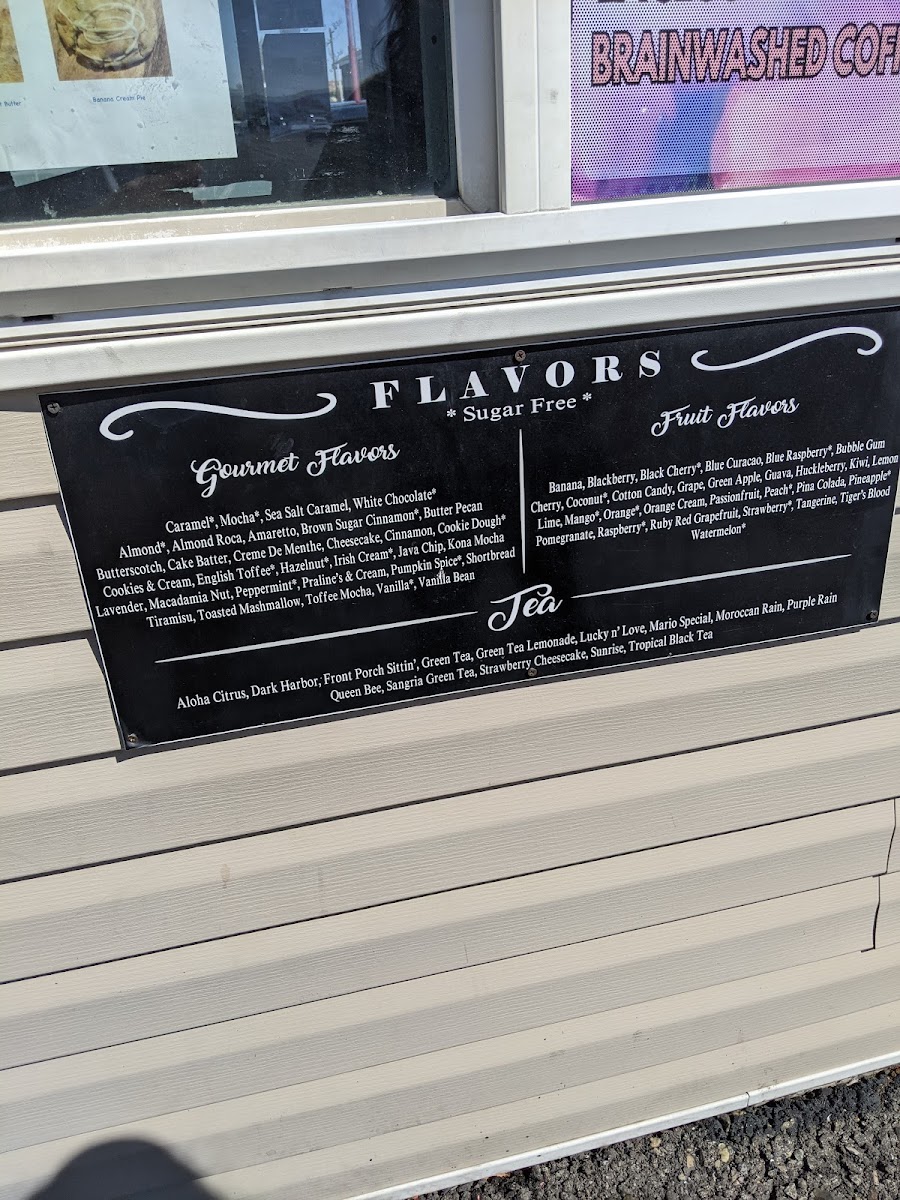 Butter
Banana Cream Pie
BRAINWASHED COFF
FLAVORS
* Sugar Free *
Gourmet Flavors
Caramel*, Mocha*, Sea Salt Caramel, White Chocolate*
Almond*, Almond Roca, Amaretto, Brown Sugar Cinnamon*, Butter Pecan
Butterscotch, Cake Batter, Creme De Menthe, Cheesecake, Cinnamon, Cookie Dough*
Cookies & Cream, English Toffee*, Hazelnut*, Irish Cream*, Java Chip, Kona Mocha
Lavender, Macadamia Nut, Peppermint*, Praline's & Cream, Pumpkin Spice*, Shortbread
Tiramisu, Toasted Mashmallow, Toffee Mocha, Vanilla*, Vanilla Bean
Fruit Flavors
Banana, Blackberry, Black Cherry*, Blue Curacao, Blue Raspberry*, Bubble Gum
Cherry, Coconut*, Cotton Candy, Grape, Green Apple, Guava, Huckleberry, Kiwi, Lemon
Lime, Mango*, Orange*, Orange Cream, Passionfruit, Peach*, Pina Colada, Pineapple*
Pomegranate, Raspberry*, Ruby Red Grapefruit, Strawberry*, Tangerine, Tiger's Blood
Watermelon*
Tea
Aloha Citrus, Dark Harbor, Front Porch Sittin', Green Tea, Green Tea Lemonade, Lucky n' Love, Mario Special, Moroccan Rain, Purple Rain
Queen Bee, Sangria Green Tea, Strawberry Cheesecake, Sunrise, Tropical Black Tea